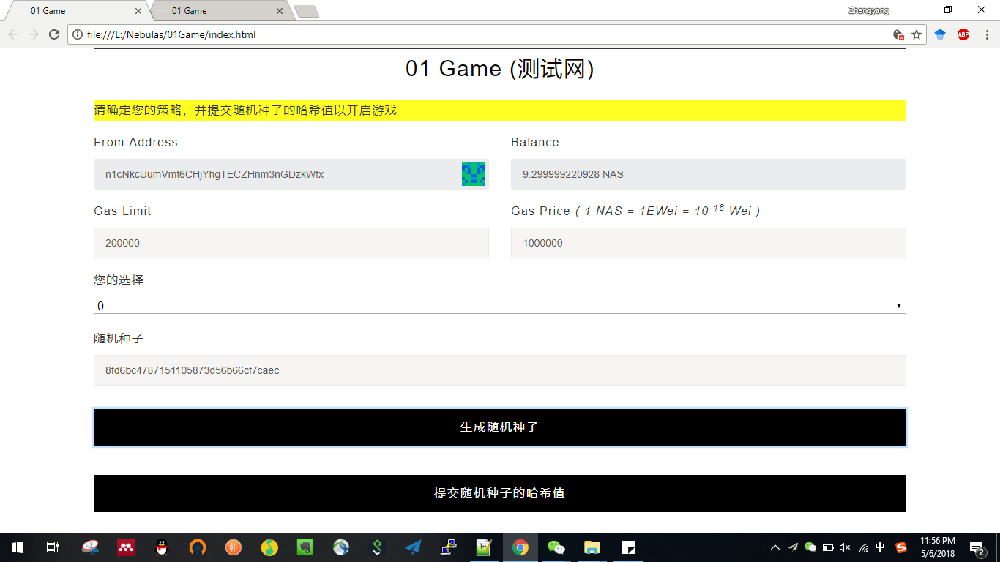 01 Game
01 Game
Zhengyang
file:///E:/Nebulas/01Game/index.html
ABP
01 Game (测试网)
请确定您的策略，并提交随机种子的哈希值以开启游戏
From Address
Balance
n1cNkcUumVmt6CHjYhgTECZHnm3nGDzkWfx
9.299999220928 NAS
Gas Limit
Gas Price ( 1 NAS = 1EWei = 10 18 Wei )
200000
1000000
您的选择
0
随机种子
8fd6bc4787151105873d56b66cf7caec
生成随机种子
提交随机种子的哈希值
中
11:56 PM
5/6/2018
2